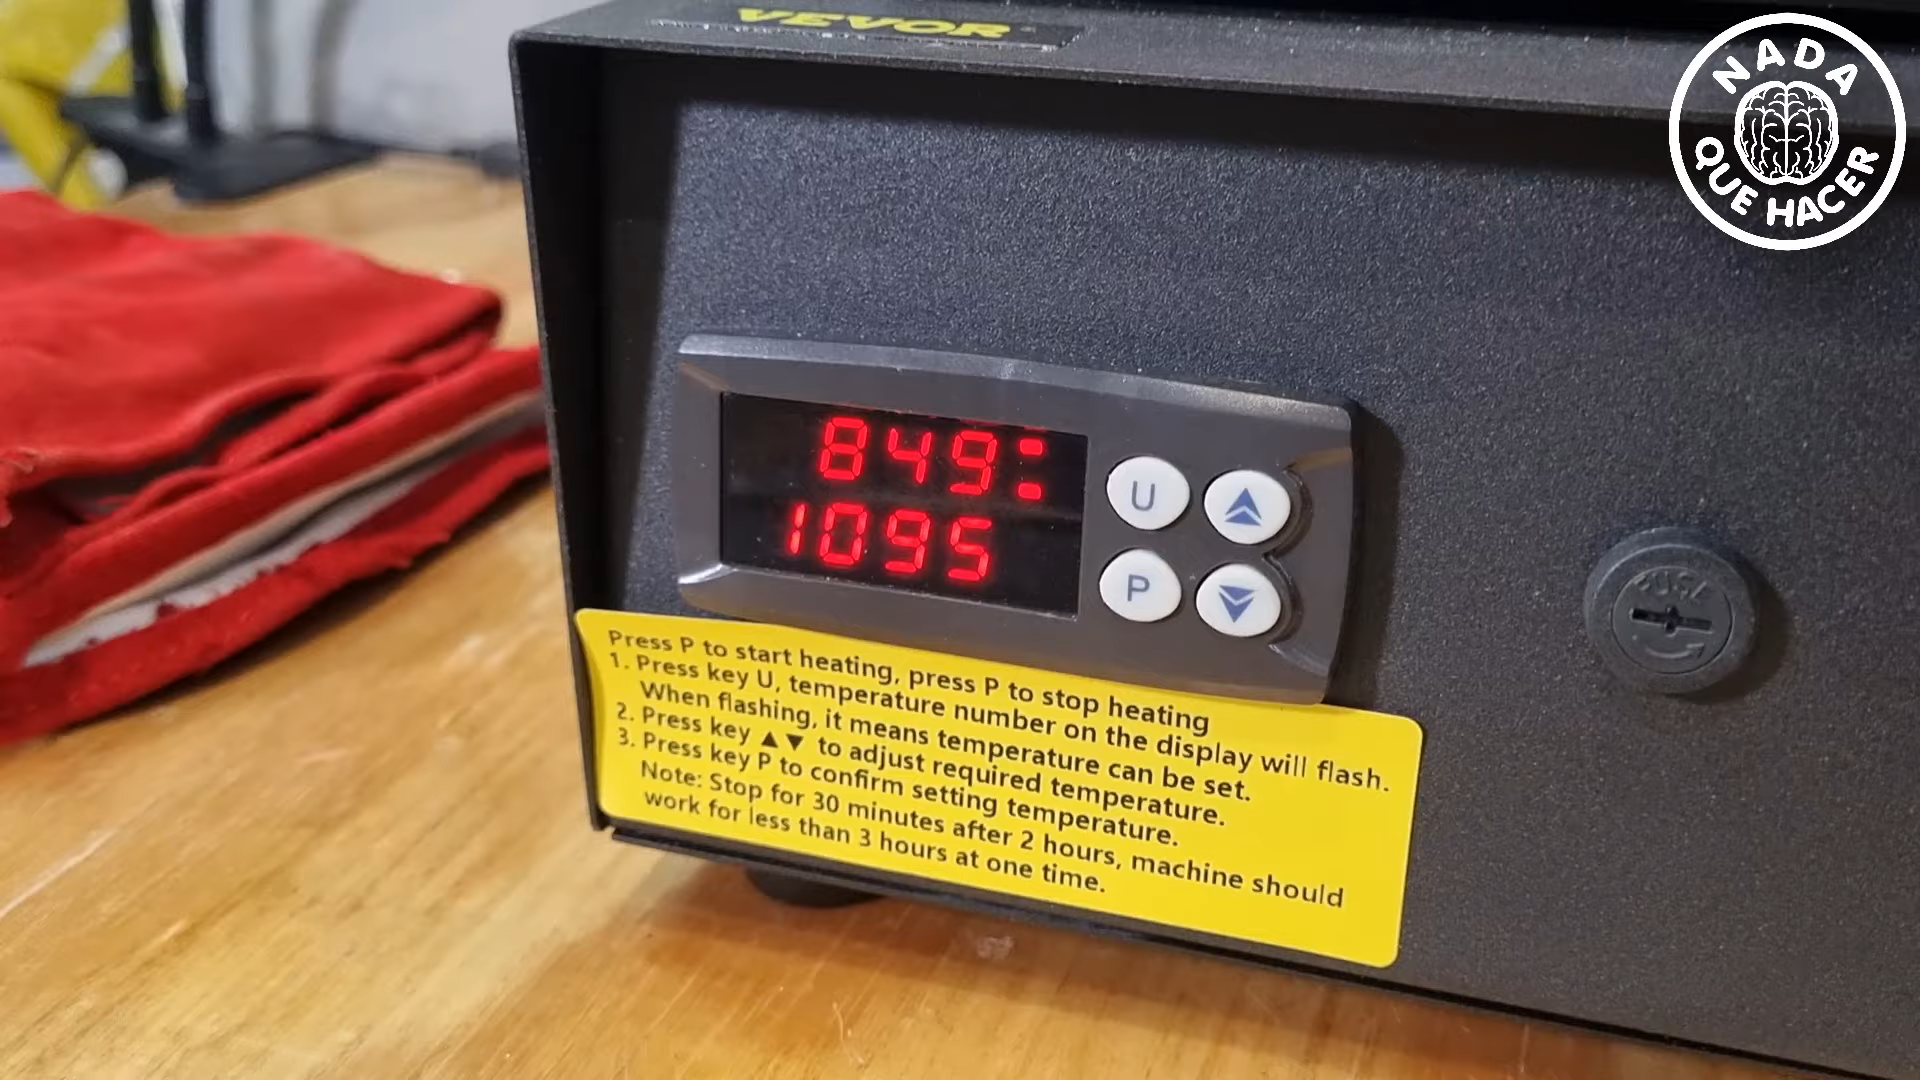 VEVOR
NADA
QUE HACER
849:
1095
U
P
FUSE
Press P to start heating, press P to stop heating
1. Press key U, temperature number on the display will flash.
When flashing, it means temperature can be set.
2. Press key ▲▼ to adjust required temperature.
3. Press key P to confirm setting temperature.
Note: Stop for 30 minutes after 2 hours, machine should
work for less than 3 hours at one time.